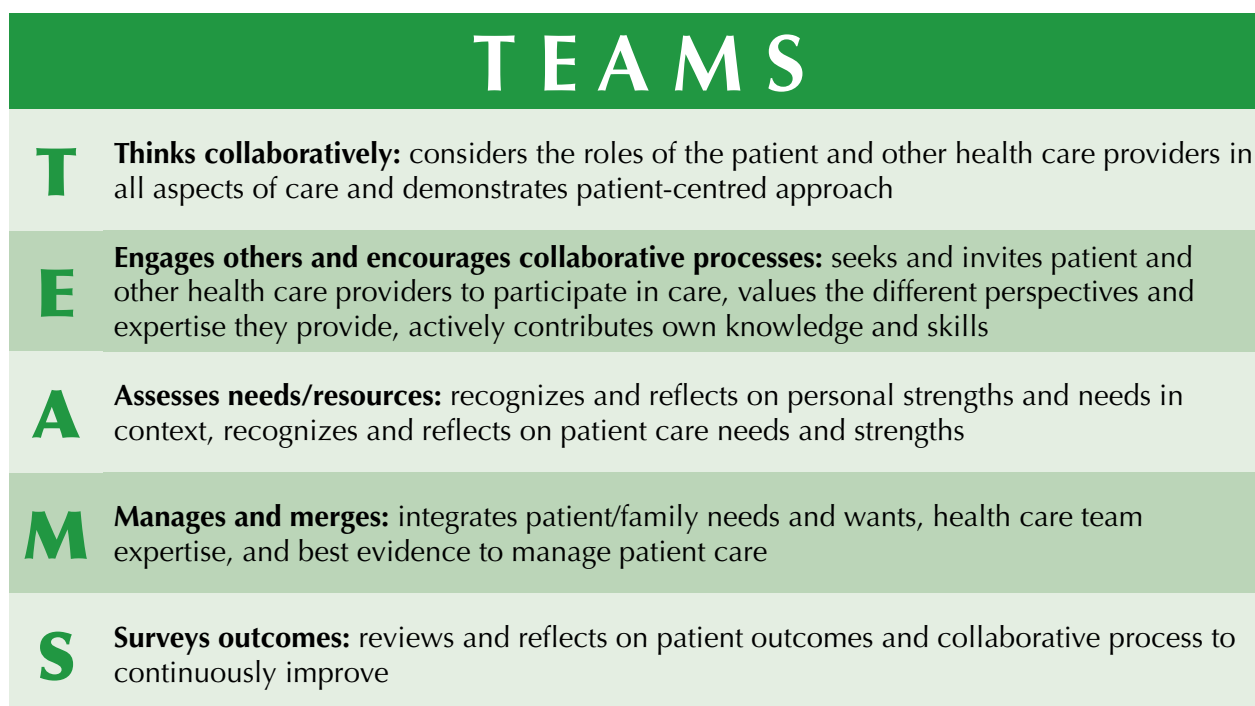 TEAMS
T
Thinks collaboratively: considers the roles of the patient and other health care providers in
all aspects of care and demonstrates patient-centred approach
E
Engages others and encourages collaborative processes: seeks and invites patient and
other health care providers to participate in care, values the different perspectives and
expertise they provide, actively contributes own knowledge and skills
A
Assesses needs/resources: recognizes and reflects on personal strengths and needs in
context, recognizes and reflects on patient care needs and strengths
M
Manages and merges: integrates patient/family needs and wants, health care team
expertise, and best evidence to manage patient care
S
Surveys outcomes: reviews and reflects on patient outcomes and collaborative process to
continuously improve